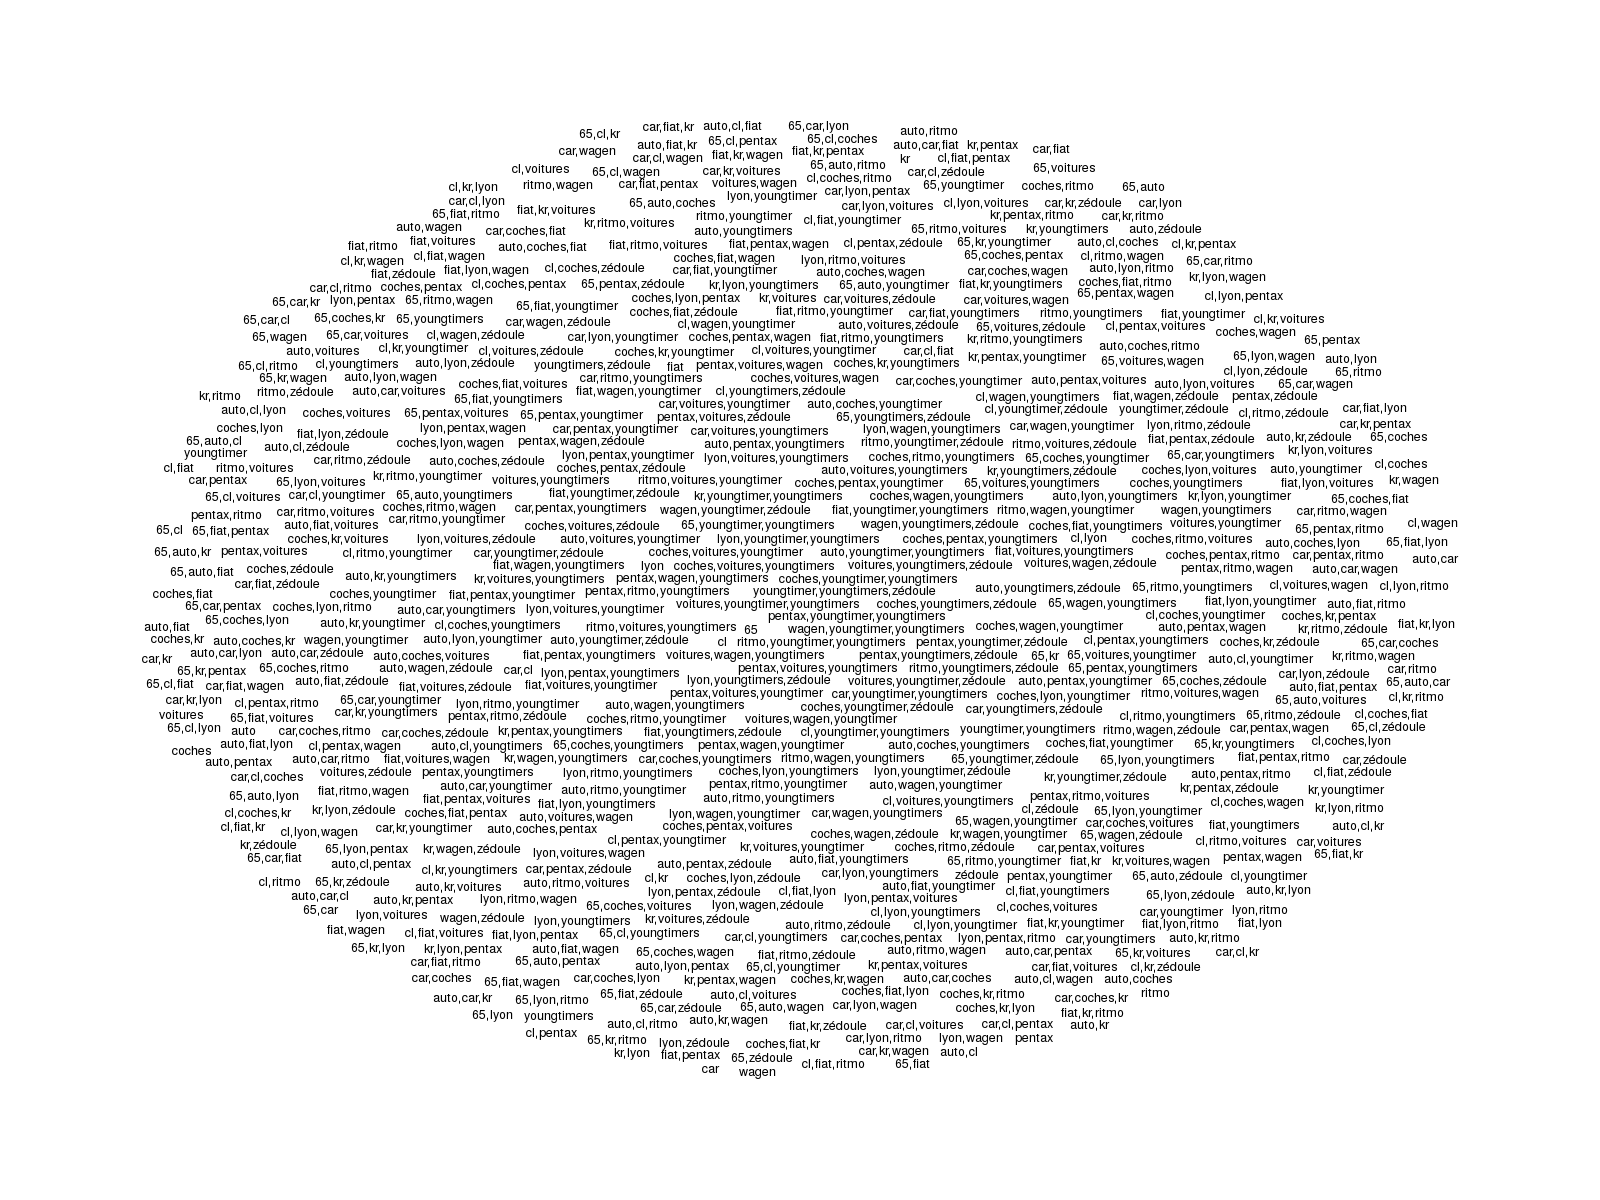 65,cl,kr car,fiat,kr auto,cl,fiat 65,car,lyon auto,ritmo
car,wagen auto,fiat,kr 65,cl,pentax 65,cl,coches auto,car,fiat kr,pentax car,fiat
car,cl,wagen fiat,kr,wagen fiat,kr,pentax kr cl,fiat,pentax
cl,voitures 65,cl,wagen car,kr,voitures 65,auto,ritmo car,cl,zédoule 65,voitures
cl,kr,lyon ritmo,wagen car,fiat,pentax voitures,wagen cl,coches,ritmo 65,youngtimer coches,ritmo 65,auto
car,cl,lyon 65,auto,coches lyon,youngtimer car,lyon,pentax car,lyon,voitures cl,lyon,voitures car,kr,zédoule car,lyon
65,fiat,ritmo fiat,kr,voitures kr,ritmo,voitures ritmo,youngtimer cl,fiat,youngtimer kr,pentax,ritmo car,kr,ritmo
auto,wagen car,coches,fiat auto,youngtimers 65,ritmo,voitures kr,youngtimers auto,zédoule
fiat,ritmo fiat,voitures auto,coches,fiat fiat,ritmo,voitures fiat,pentax,wagen cl,pentax,zédoule 65,kr,youngtimer auto,cl,coches cl,kr,pentax
cl,kr,wagen cl,fiat,wagen coches,fiat,wagen lyon,ritmo,voitures 65,coches,pentax cl,ritmo,wagen 65,car,ritmo
fiat,zédoule fiat,lyon,wagen cl,coches,zédoule car,fiat,youngtimer auto,coches,wagen car,coches,wagen auto,lyon,ritmo kr,lyon,wagen
car,cl,ritmo coches,pentax cl,coches,pentax 65,pentax,zédoule kr,lyon,youngtimers 65,auto,youngtimer fiat,kr,youngtimers coches,fiat,ritmo
65,car,kr lyon,pentax 65,ritmo,wagen 65,fiat,youngtimer coches,lyon,pentax kr,voitures car,voitures,zédoule car,voitures,wagen 65,pentax,wagen cl,lyon,pentax
65,car,cl 65,coches,kr 65,youngtimers car,wagen,zédoule coches,fiat,zédoule fiat,ritmo,youngtimer car,fiat,youngtimers ritmo,youngtimers fiat,youngtimer cl,kr,voitures
65,wagen 65,car,voitures cl,wagen,zédoule car,lyon,youngtimer cl,wagen,youngtimer coches,pentax,wagen auto,voitures,zédoule fiat,ritmo,youngtimers 65,voitures,zédoule cl,pentax,voitures coches,wagen 65,pentax
auto,voitures cl,kr,youngtimer cl,voitures,zédoule coches,kr,youngtimer cl,voitures,youngtimer car,cl,fiat kr,ritmo,youngtimers auto,coches,ritmo
65,cl,ritmo cl,youngtimers auto,lyon,zédoule youngtimers,zédoule fiat pentax,voitures,wagen coches,kr,youngtimers kr,pentax,youngtimer 65,voitures,wagen 65,lyon,wagen auto,lyon
65,kr,wagen auto,lyon,wagen coches,fiat,voitures car,ritmo,youngtimers coches,voitures,wagen car,coches,youngtimer auto,pentax,voitures auto,lyon,voitures cl,lyon,zédoule 65,car,wagen 65,ritmo
kr,ritmo ritmo,zédoule auto,car,voitures 65,fiat,youngtimers fiat,wagen,youngtimer cl,youngtimers,zédoule cl,wagen,youngtimers fiat,wagen,zédoule pentax,zédoule
auto,cl,lyon coches,voitures 65,pentax,voitures 65,pentax,youngtimer car,voitures,youngtimer pentax,voitures,zédoule auto,coches,youngtimer 65,youngtimers,zédoule cl,youngtimer,zédoule youngtimer,zédoule cl,ritmo,zédoule car,fiat,lyon
coches,lyon fiat,lyon,zédoule lyon,pentax,wagen car,pentax,youngtimer car,voitures,youngtimers lyon,wagen,youngtimers car,wagen,youngtimer lyon,ritmo,zédoule car,kr,pentax
65,auto,cl auto,cl,zédoule coches,lyon,wagen pentax,wagen,zédoule auto,pentax,youngtimers ritmo,youngtimer,zédoule ritmo,voitures,zédoule fiat,pentax,zédoule auto,kr,zédoule 65,coches
youngtimer car,ritmo,zédoule auto,coches,zédoule lyon,pentax,youngtimer lyon,voitures,youngtimers coches,ritmo,youngtimers 65,coches,youngtimer 65,car,youngtimers kr,lyon,voitures
cl,fiat ritmo,voitures coches,pentax,zédoule auto,voitures,youngtimers kr,youngtimers,zédoule coches,lyon,voitures auto,youngtimer cl,coches
car,pentax 65,lyon,voitures kr,ritmo,youngtimer voitures,youngtimers ritmo,voitures,youngtimer coches,pentax,youngtimer 65,voitures,youngtimers coches,youngtimers fiat,lyon,voitures kr,wagen
65,cl,voitures car,cl,youngtimer 65,auto,youngtimers fiat,youngtimer,zédoule kr,youngtimer,youngtimers coches,wagen,youngtimers auto,lyon,youngtimers kr,lyon,youngtimer 65,coches,fiat
pentax,ritmo car,ritmo,voitures coches,ritmo,wagen car,pentax,youngtimers wagen,youngtimer,zédoule fiat,youngtimer,youngtimers ritmo,wagen,youngtimer wagen,youngtimers car,ritmo,wagen
65,cl 65,fiat,pentax auto,fiat,voitures car,ritmo,youngtimer coches,voitures,zédoule 65,youngtimer,youngtimers wagen,youngtimers,zédoule coches,fiat,youngtimers voitures,youngtimer 65,pentax,ritmo cl,wagen
coches,kr,voitures lyon,voitures,zédoule auto,voitures,youngtimer lyon,youngtimer,youngtimers coches,pentax,youngtimers cl,lyon coches,ritmo,voitures auto,coches,lyon 65,fiat,lyon
65,auto,kr pentax,voitures cl,ritmo,youngtimer car,youngtimer,zédoule coches,voitures,youngtimer auto,youngtimer,youngtimers fiat,voitures,youngtimers coches,pentax,ritmo car,pentax,ritmo auto,car
65,auto,fiat coches,zédoule auto,kr,youngtimers fiat,wagen,youngtimers lyon coches,voitures,youngtimers voitures,youngtimers,zédoule voitures,wagen,zédoule pentax,ritmo,wagen auto,car,wagen
coches,fiat car,fiat,zédoule coches,youngtimer kr,voitures,youngtimers pentax,wagen,youngtimers coches,youngtimer,youngtimers auto,youngtimers,zédoule 65,ritmo,youngtimers cl,voitures,wagen cl,lyon,ritmo
fiat,pentax,youngtimer pentax,ritmo,youngtimers youngtimer,youngtimers,zédoule
65,car,pentax coches,lyon,ritmo auto,car,youngtimers lyon,voitures,youngtimer voitures,youngtimer,youngtimers coches,youngtimers,zédoule 65,wagen,youngtimers fiat,lyon,youngtimer auto,fiat,ritmo
auto,fiat 65,coches,lyon auto,kr,youngtimer cl,coches,youngtimers ritmo,voitures,youngtimers 65 pentax,youngtimer,youngtimers wagen,youngtimer,youngtimers coches,wagen,youngtimer cl,coches,youngtimer auto,pentax,wagen coches,kr,pentax kr,ritmo,zédoule fiat,kr,lyon
coches,kr auto,coches,kr wagen,youngtimer auto,lyon,youngtimer auto,youngtimer,zédoule cl ritmo,youngtimer,youngtimers pentax,youngtimer,zédoule cl,pentax,youngtimers coches,kr,zédoule 65,car,coches
car,kr auto,car,lyon auto,car,zédoule auto,coches,voitures fiat,pentax,youngtimers voitures,wagen,youngtimers pentax,youngtimers,zédoule 65,kr 65,voitures,youngtimer auto,cl,youngtimer kr,ritmo,wagen
65,kr,pentax 65,coches,ritmo auto,wagen,zédoule car,cl lyon,pentax,youngtimers pentax,voitures,youngtimers ritmo,youngtimers,zédoule 65,pentax,youngtimers car,lyon,zédoule car,ritmo
65,cl,fiat car,fiat,wagen auto,fiat,zédoule fiat,voitures,zédoule fiat,voitures,youngtimer lyon,youngtimers,zédoule voitures,youngtimer,zédoule auto,pentax,youngtimer 65,coches,zédoule auto,fiat,pentax 65,auto,car
car,kr,lyon cl,pentax,ritmo 65,car,youngtimer lyon,ritmo,youngtimer auto,wagen,youngtimers pentax,voitures,youngtimer car,youngtimer,youngtimers coches,lyon,youngtimer ritmo,voitures,wagen 65,auto,voitures cl,kr,ritmo
voitures 65,fiat,voitures car,kr,youngtimers pentax,ritmo,zédoule coches,ritmo,youngtimer voitures,wagen,youngtimer coches,youngtimer,zédoule car,youngtimers,zédoule cl,ritmo,youngtimers 65,ritmo,zédoule cl,coches,fiat
65,cl,lyon auto car,coches,ritmo car,coches,zédoule kr,pentax,youngtimers fiat,youngtimers,zédoule cl,youngtimer,youngtimers youngtimer,youngtimers ritmo,wagen,zédoule car,pentax,wagen 65,cl,zédoule
coches auto,fiat,lyon cl,pentax,wagen auto,cl,youngtimers 65,coches,youngtimers pentax,wagen,youngtimer auto,coches,youngtimers coches,fiat,youngtimer 65,kr,youngtimers cl,coches,lyon
auto,pentax auto,car,ritmo fiat,voitures,wagen kr,wagen,youngtimers car,coches,youngtimers ritmo,wagen,youngtimers 65,youngtimer,zédoule 65,lyon,youngtimers fiat,pentax,ritmo car,zédoule
car,cl,coches voitures,zédoule pentax,youngtimers lyon,ritmo,youngtimers coches,lyon,youngtimers lyon,youngtimer,zédoule kr,youngtimer,zédoule auto,pentax,ritmo cl,fiat,zédoule
65,auto,lyon fiat,ritmo,wagen auto,car,youngtimer auto,ritmo,youngtimer pentax,ritmo,youngtimer auto,wagen,youngtimer pentax,ritmo,voitures kr,pentax,zédoule kr,youngtimer
cl,coches,kr kr,lyon,zédoule coches,fiat,pentax fiat,pentax,voitures fiat,lyon,youngtimers auto,ritmo,youngtimers cl,voitures,youngtimers cl,zédoule 65,lyon,youngtimer cl,coches,wagen kr,lyon,ritmo
cl,fiat,kr cl,lyon,wagen car,kr,youngtimer auto,coches,pentax auto,voitures,wagen lyon,wagen,youngtimer car,wagen,youngtimers 65,wagen,youngtimer car,coches,voitures fiat,youngtimers auto,cl,kr
kr,zédoule 65,lyon,pentax kr,wagen,zédoule cl,pentax,youngtimer coches,pentax,voitures coches,wagen,zédoule kr,wagen,youngtimer 65,wagen,zédoule cl,ritmo,voitures car,voitures
65,car,fiat auto,cl,pentax lyon,voitures,wagen kr,voitures,youngtimer coches,ritmo,zédoule car,pentax,voitures 65,fiat,kr
cl,kr,youngtimers car,pentax,zédoule auto,pentax,zédoule auto,fiat,youngtimers 65,ritmo,youngtimer fiat,kr kr,voitures,wagen pentax,wagen
cl,ritmo 65,kr,zédoule auto,kr,voitures auto,ritmo,voitures cl,kr coches,lyon,zédoule car,lyon,youngtimers zédoule pentax,youngtimer 65,auto,zédoule cl,youngtimer
auto,car,cl auto,kr,pentax lyon,ritmo,wagen lyon,pentax,zédoule cl,fiat,lyon auto,fiat,youngtimer cl,fiat,youngtimers 65,lyon,zédoule auto,kr,lyon
65,car lyon,voitures wagen,zédoule 65,coches,voitures lyon,wagen,zédoule lyon,pentax,voitures cl,coches,voitures car,youngtimer lyon,ritmo
fiat,wagen cl,fiat,voitures lyon,youngtimers kr,voitures,zédoule auto,ritmo,zédoule cl,lyon,youngtimers cl,lyon,youngtimer fiat,kr,youngtimer fiat,lyon,ritmo fiat,lyon
65,kr,lyon kr,lyon,pentax fiat,lyon,pentax 65,cl,youngtimers car,cl,youngtimers car,coches,pentax lyon,pentax,ritmo car,youngtimers auto,kr,ritmo
car,fiat,ritmo auto,fiat,wagen 65,coches,wagen fiat,ritmo,zédoule auto,ritmo,wagen auto,car,pentax 65,kr,voitures car,cl,kr
65,auto,pentax auto,lyon,pentax 65,cl,youngtimer kr,pentax,voitures car,fiat,voitures cl,kr,zédoule
car,coches 65,fiat,wagen car,coches,lyon kr,pentax,wagen coches,kr,wagen auto,car,coches auto,cl,wagen auto,coches
auto,car,kr 65,lyon,ritmo 65,fiat,zédoule auto,cl,voitures coches,fiat,lyon coches,kr,ritmo car,coches,kr ritmo
65,lyon youngtimers 65,car,zédoule 65,auto,wagen car,lyon,wagen coches,kr,lyon fiat,kr,ritmo
cl,pentax auto,cl,ritmo auto,kr,wagen fiat,kr,zédoule car,cl,voitures car,cl,pentax auto,kr
65,kr,ritmo lyon,zédoule coches,fiat,kr car,lyon,ritmo lyon,wagen pentax
kr,lyon fiat,pentax 65,zédoule car,kr,wagen auto,cl
car wagen cl,fiat,ritmo 65,fiat